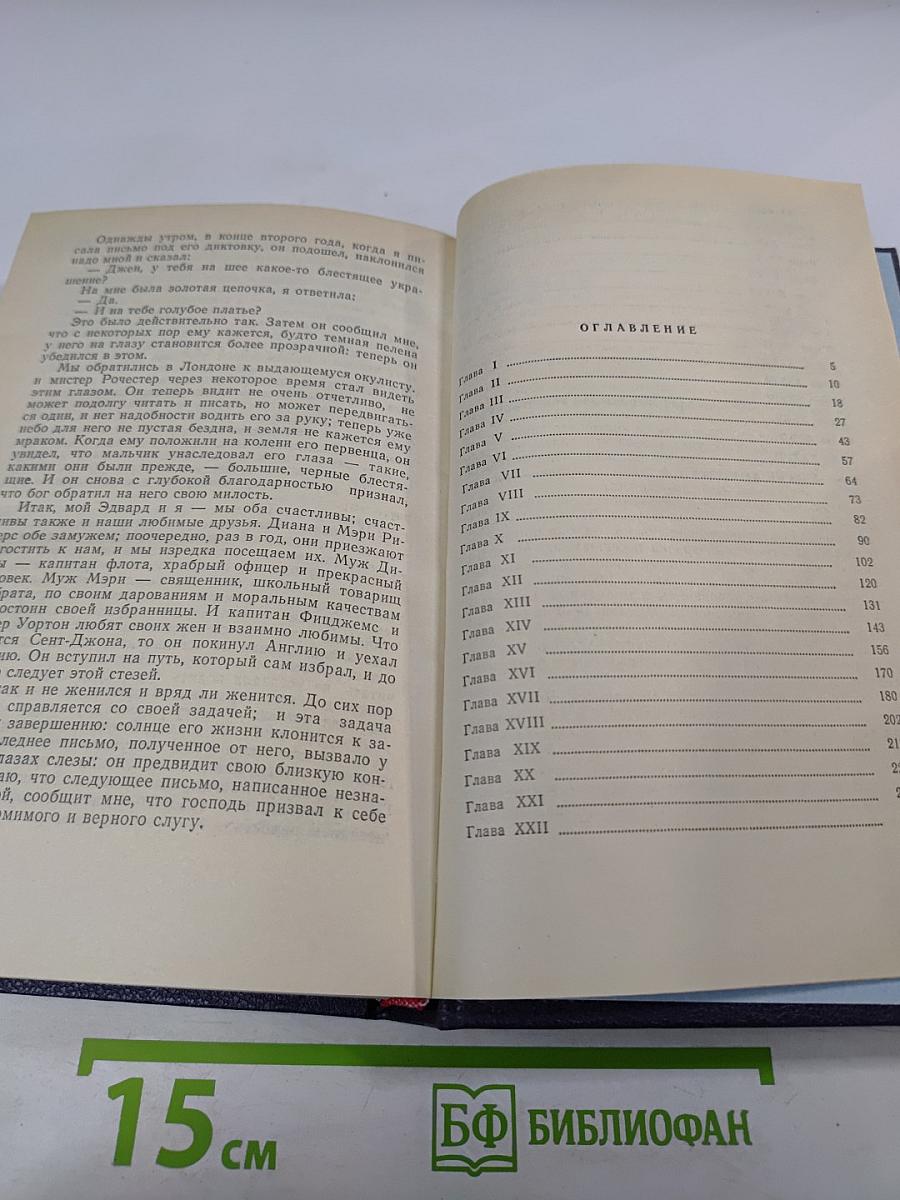 Однажды утром, в конце второго года, когда я пи-
сала письмо под его диктовку, он подошел, наклонился
надо мной и сказал:
— Джен, у тебя на шее какое-то блестящее укра-
шение?
На мне была золотая цепочка, я ответила:
— Да.
— И на тебе голубое платье?
Это было действительно так. Затем он сообщил мне,
что с некоторых пор ему кажется, будто темная пелена
у него на глазу становится более прозрачной: теперь он
убедился в этом.
Мы обратились в Лондоне к выдающемуся окулисту,
и мистер Рочестер через некоторое время стал видеть
этим глазом. Он теперь видит не очень отчетливо, не
может подолгу читать и писать, но может передвигать-
ся один, и нет надобности водить его за руку; теперь уже
небо для него не пустая бездна, и земля не кажется ему
мраком. Когда ему положили на колени его первенца, он
увидел, что мальчик унаследовал его глаза — такие,
какими они были прежде, — большие, черные блестя-
щие. И он снова с глубокой благодарностью признал,
что бог обратил на него свою милость.
Итак, мой Эдвард и я — мы оба счастливы; счаст-
ивы также и наши любимые друзья. Диана и Мэри Ри-
ерс обе замужем; поочередно, раз в год, они приезжают
гостить к нам, и мы изредка посещаем их. Муж Ди-
ы — капитан флота, храбрый офицер и прекрасный
овек. Муж Мэри — священник, школьный товарищ
брата, по своим дарованиям и моральным качествам
остоин своей избранницы. И капитан Фицджемс и
ер Уортон любят своих жен и взаимно любимы. Что
тся Сент-Джона, то он покинул Англию и уехал
ию. Он вступил на путь, который сам избрал, и до
следует этой стезей.
ак и не женился и вряд ли женится. До сих пор
справляется со своей задачей; и эта задача
завершению: солнце его жизни клонится к за-
леднее письмо, полученное от него, вызвало у
лазах слезы: он предвидит свою близкую кон-
аю, что следующее письмо, написанное незна-
ой, сообщит мне, что господь призвал к себе
омимого и верного слугу.
ОГЛАВЛЕНИЕ
Глава I 5
Глава II 10
Глава III 18
Глава IV 27
Глава V 43
Глава VI 57
Глава VII 64
Глава VIII 73
Глава IX 82
Глава X 90
Глава XI 102
Глава XII 120
Глава XIII 131
Глава XIV 143
Глава XV 156
Глава XVI 170
Глава XVII 180
Глава XVIII 202
Глава XIX 21
Глава XX 2
Глава XXI 2
Глава XXII
15 см
БФ БИБЛИОФАН